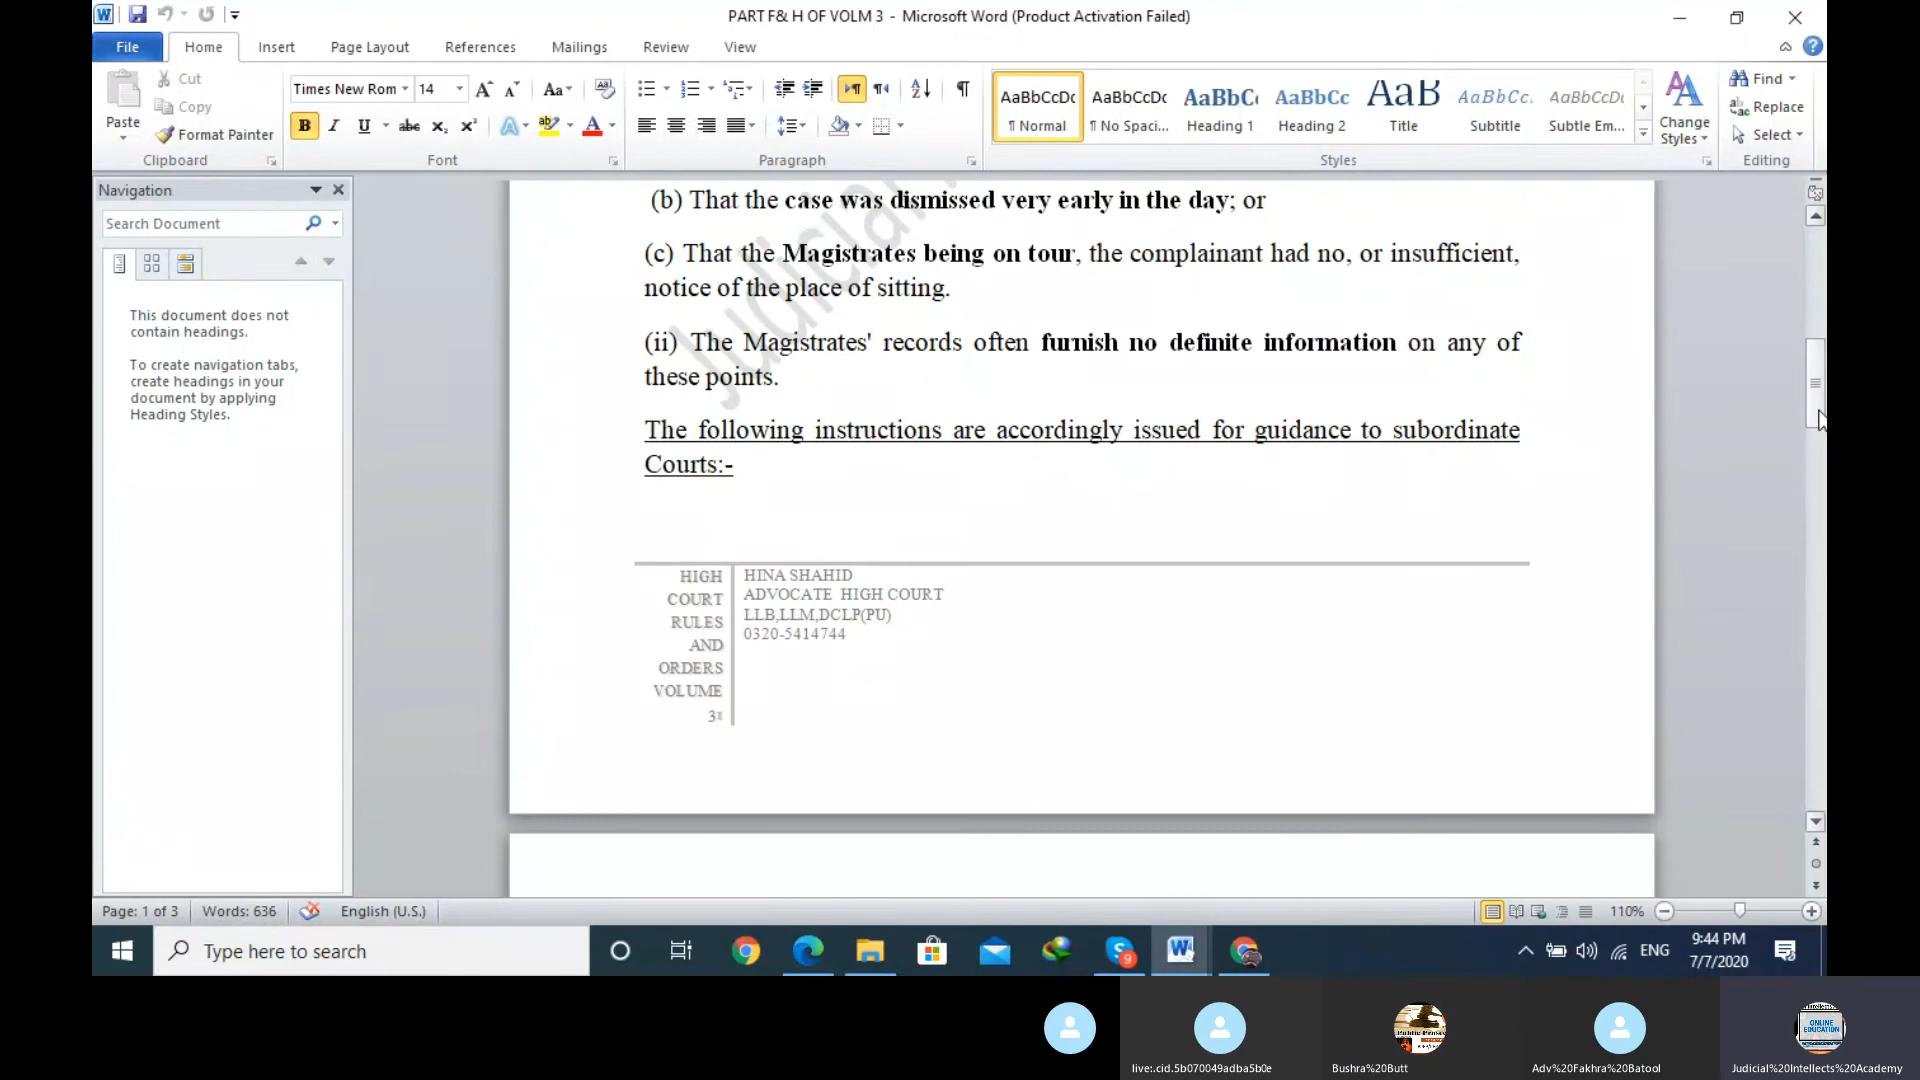 PART F& H OF VOLM 3 - Microsoft Word (Product Activation Failed)
File Home Insert Page Layout References Mailings Review View
Paste
Cut
Copy
Format Painter
Clipboard
Times New Rom 14
Font
Paragraph
AaBbCcDc AaBbCcDc AaBbC AaBbCc AaB AaBbCc. AaBbCcDc
¶ Normal ¶ No Spaci... Heading 1 Heading 2 Title Subtitle Subtle Em...
Styles
Change
Styles
Find
Replace
Select
Editing
Navigation
Search Document
This document does not
contain headings.
To create navigation tabs,
create headings in your
document by applying
Heading Styles.
(b) That the case was dismissed very early in the day; or
(c) That the Magistrates being on tour, the complainant had no, or insufficient,
notice of the place of sitting.
(ii) The Magistrates' records often furnish no definite information on any of
these points.
The following instructions are accordingly issued for guidance to subordinate
Courts:-
Judicial
HIGH
COURT
RULES
AND
ORDERS
VOLUME
3
HINA SHAHID
ADVOCATE HIGH COURT
LLB,LLM,DCLP(PU)
0320-5414744
Page: 1 of 3 Words: 636 English (U.S.) 110%
Type here to search
9
ENG
9:44 PM
7/7/2020
ONLINE
EDUCATION
live:.cid.5b070049adba5b0e Bushra%20Butt Adv%20Fakhra%20Batool Judicial%20Intellects%20Academy